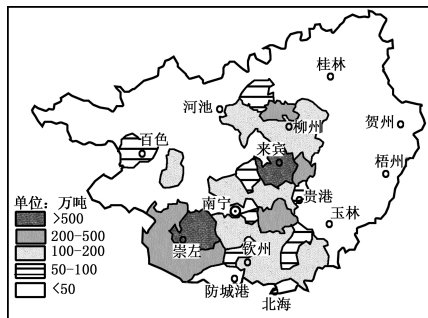 桂林
河池
柳州
贺州
百色
来宾
梧州
单位：万吨
>500
200-500
100-200
50-100
<50
南宁
贵港
玉林
崇左
钦州
防城港
北海